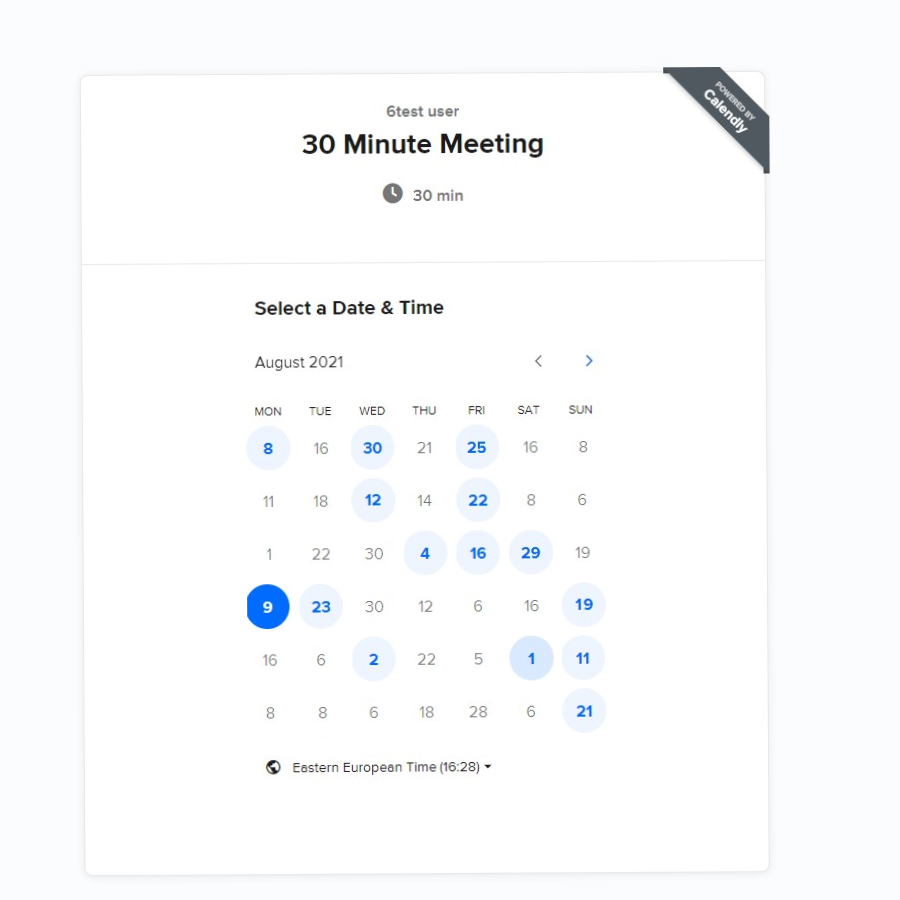 6test user
30 Minute Meeting
30 min
POWERED BY
Calendly
Select a Date & Time
August 2021
MON TUE WED THU FRI SAT SUN
8 16 30 21 25 16 8
11 18 12 14 22 8 6
1 22 30 4 16 29 19
9 23 30 12 6 16 19
16 6 2 22 5 1 11
8 8 6 18 28 6 21
Eastern European Time (16:28)